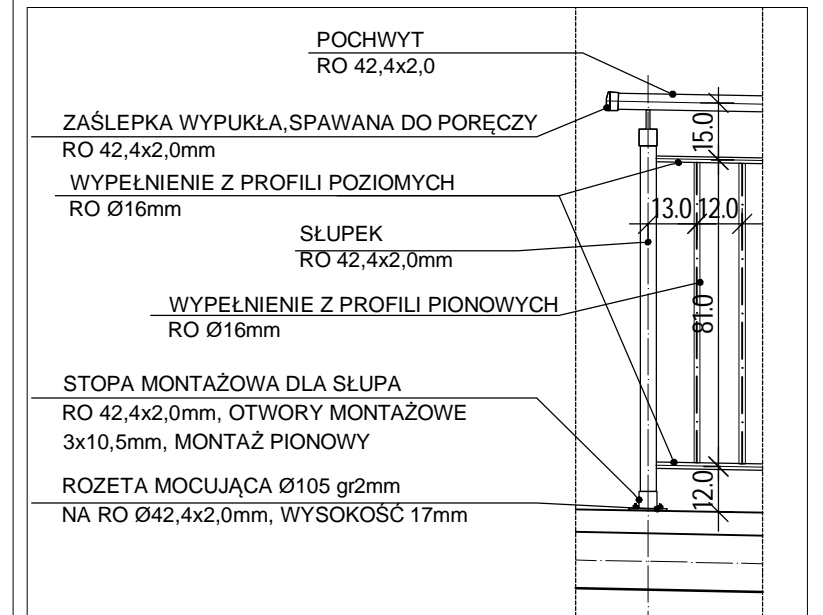 POCHWYT
RO 42,4x2,0
ZAŚLEPKA WYPUKŁA,SPAWANA DO PORĘCZY
RO 42,4x2,0mm
15.0
WYPEŁNIENIE Z PROFILI POZIOMYCH
RO Ø16mm
13.0 12.0
SŁUPEK
RO 42,4x2,0mm
WYPEŁNIENIE Z PROFILI PIONOWYCH
RO Ø16mm
81.0
STOPA MONTAŻOWA DLA SŁUPA
RO 42,4x2,0mm, OTWORY MONTAŻOWE
3x10,5mm, MONTAŻ PIONOWY
ROZETA MOCUJĄCA Ø105 gr2mm
NA RO Ø42,4x2,0mm, WYSOKOŚĆ 17mm
12.0